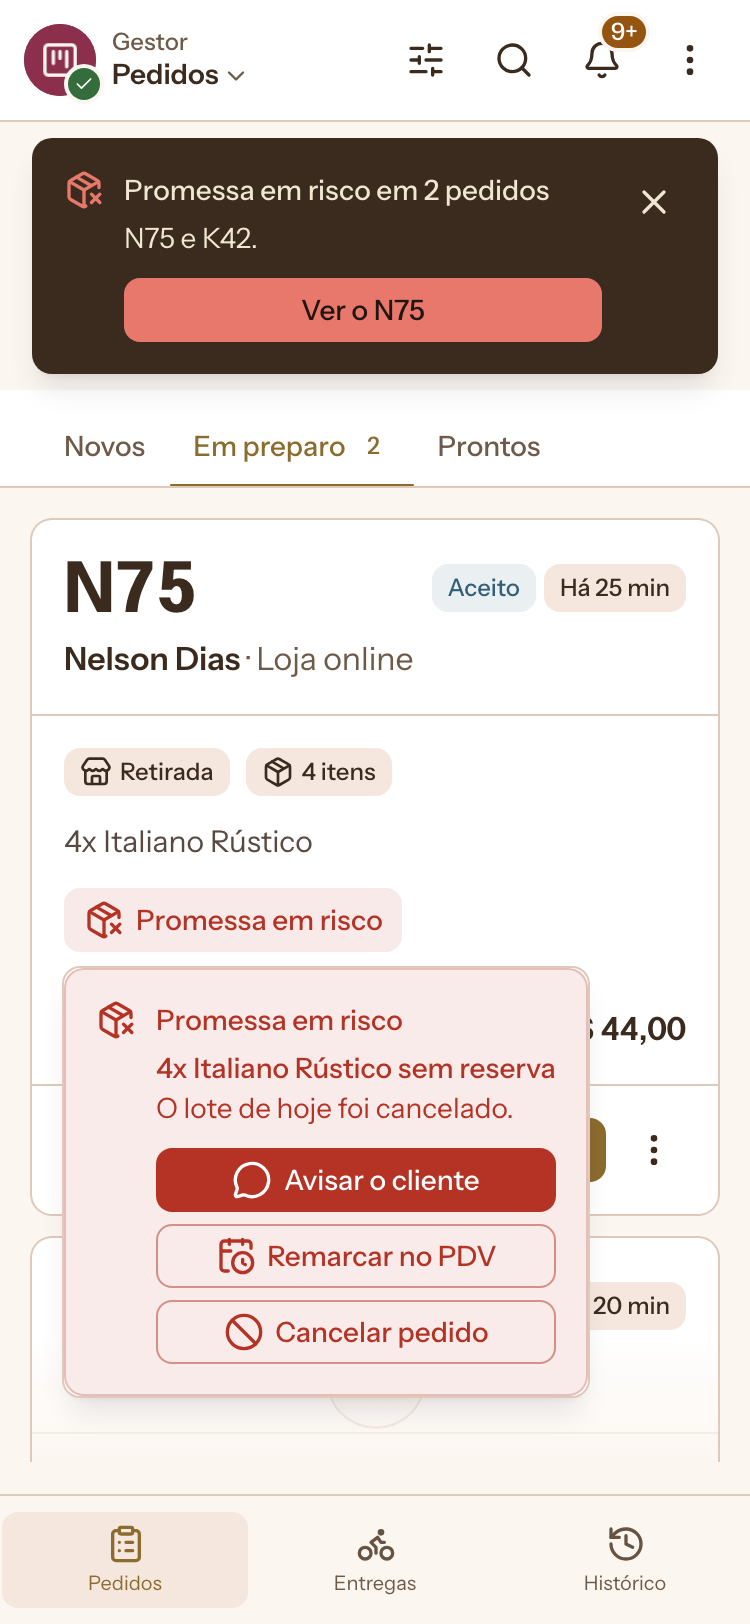 Gestor
Pedidos
9+
Promessa em risco em 2 pedidos
N75 e K42.
Ver o N75
Novos
Em preparo 2
Prontos
N75
Aceito
Há 25 min
Nelson Dias · Loja online
Retirada
4 itens
4x Italiano Rústico
Promessa em risco
44,00
Promessa em risco
4x Italiano Rústico sem reserva
O lote de hoje foi cancelado.
Avisar o cliente
Remarcar no PDV
20 min
Cancelar pedido
Pedidos
Entregas
Histórico